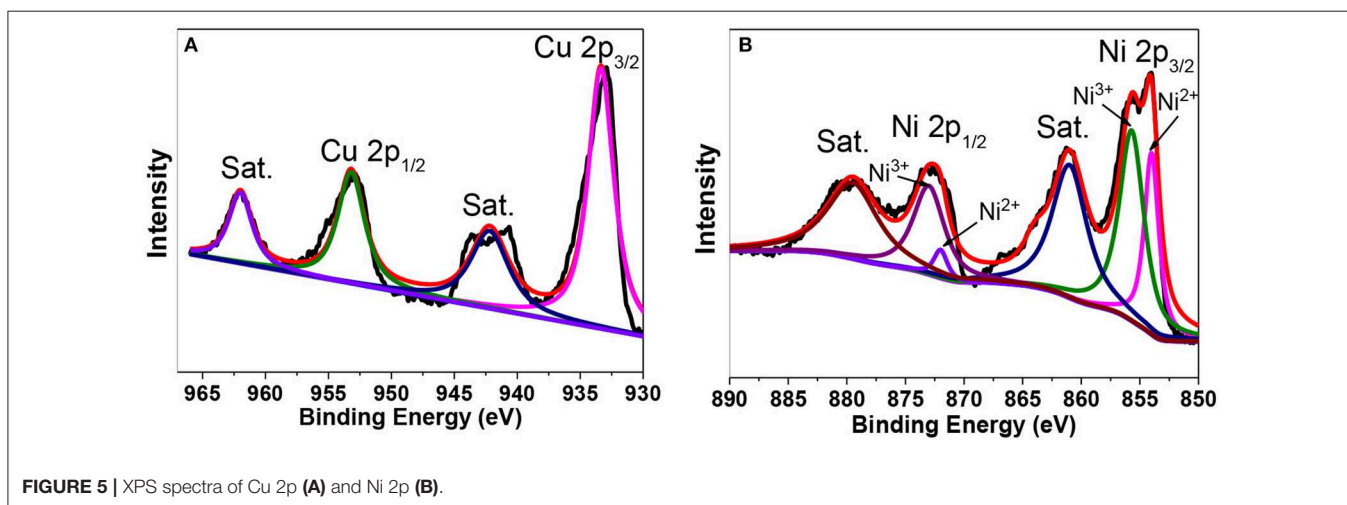 A
Cu 2p3/2
Sat.
Cu 2p1/2
Sat.
Intensity
965 960 955 950 945 940 935 930
Binding Energy (eV)
B
Ni 2p3/2
Ni3+
Ni2+
Sat.
Ni 2p1/2
Sat.
Ni3+
Ni2+
Intensity
890 885 880 875 870 865 860 855 850
Binding Energy (eV)
FIGURE 5 | XPS spectra of Cu 2p (A) and Ni 2p (B).